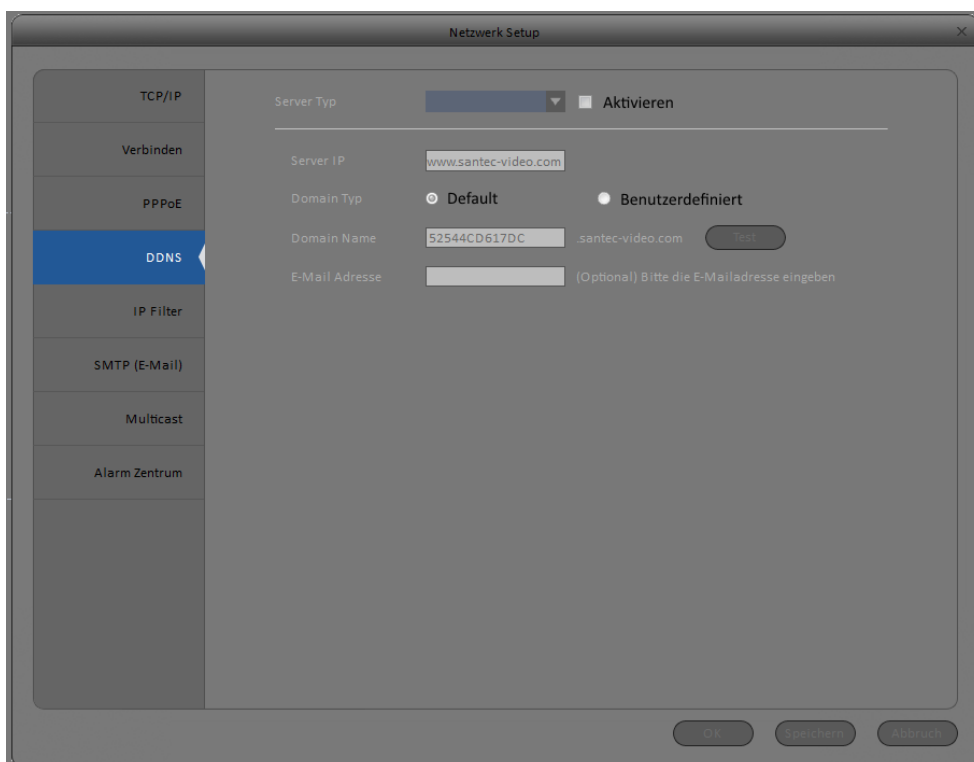 Netzwerk Setup
TCP/IP
Verbinden
PPPoE
DDNS
IP Filter
SMTP (E-Mail)
Multicast
Alarm Zentrum
Server Typ
Aktivieren
Server IP www.santec-video.com
Domain Typ Default Benutzerdefiniert
Domain Name 52544CD617DC .santec-video.com Test
E-Mail Adresse (Optional) Bitte die E-Mailadresse eingeben
OK Speichern Abbruch